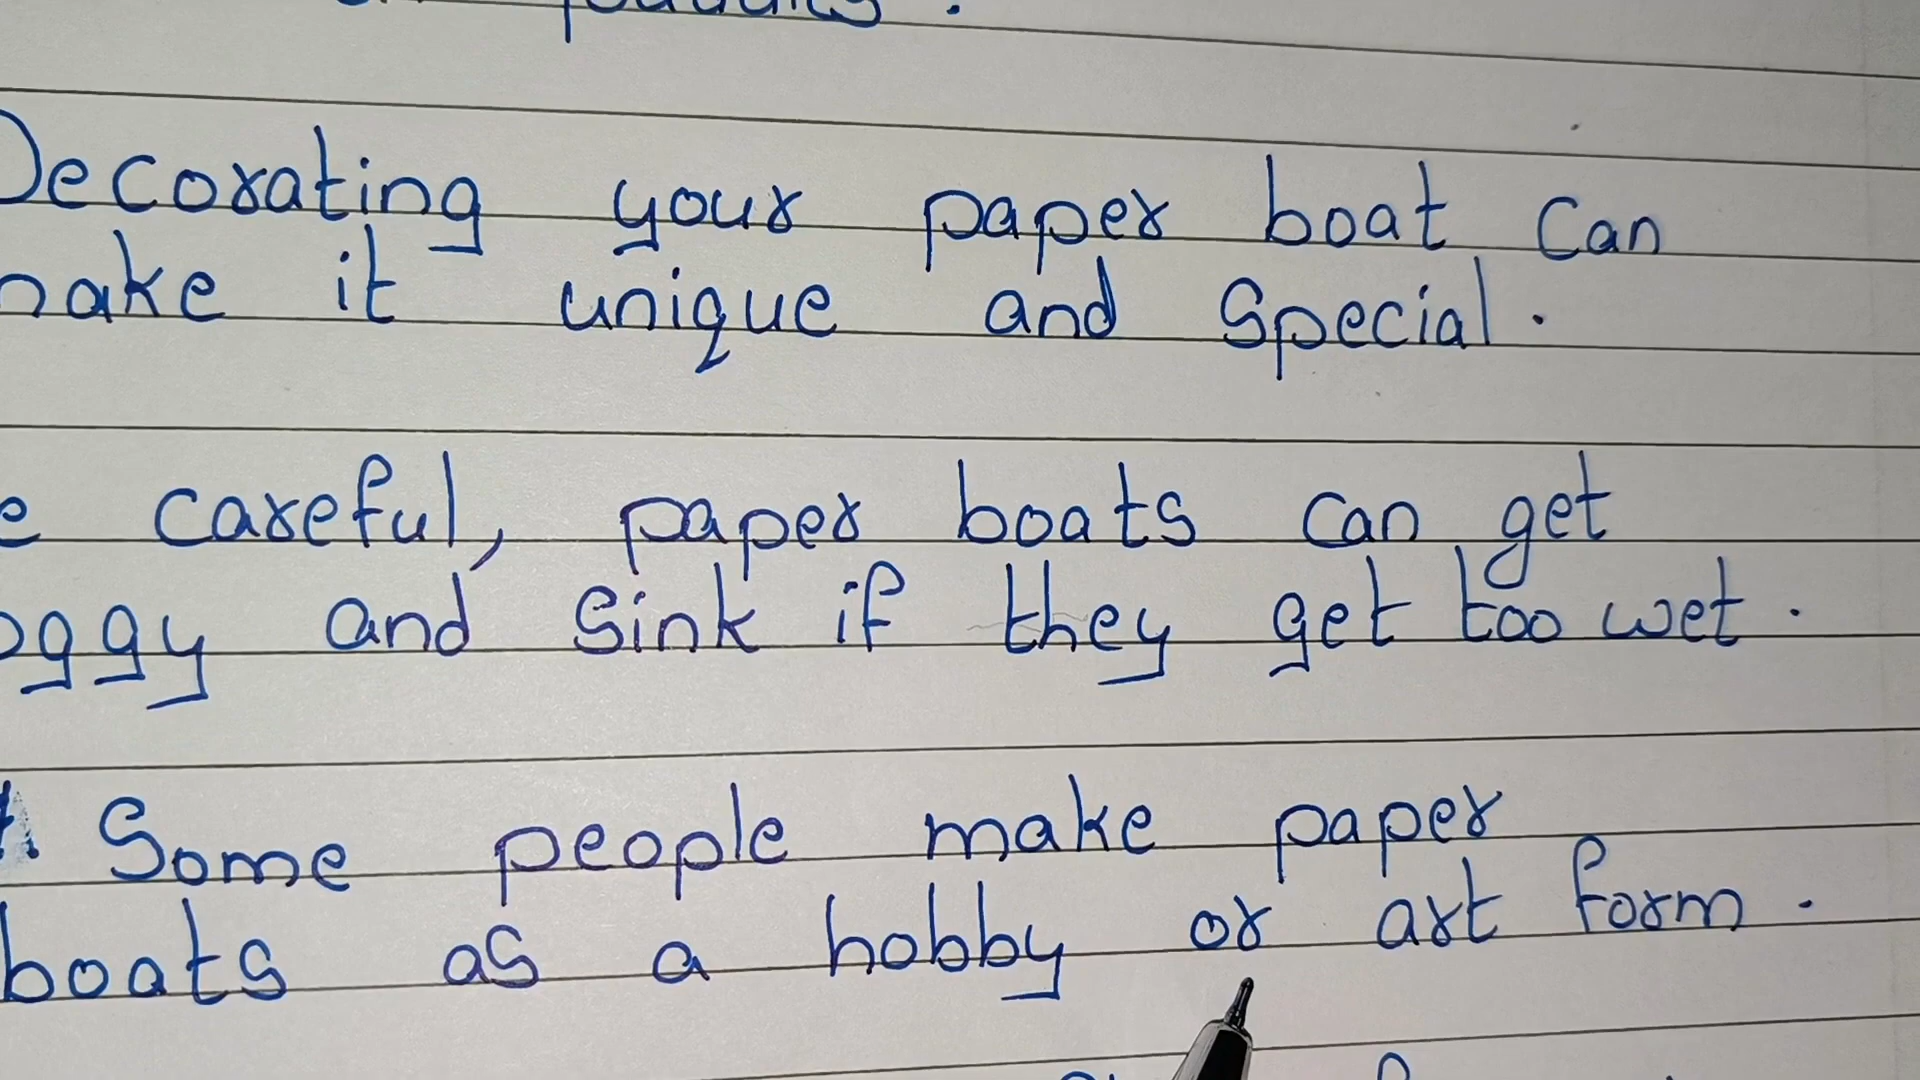 Decorating your paper boat can
make it unique and special.
careful, paper boats can get
oggy and sink if they get too wet.
Some people make paper
boats as a hobby or art form.